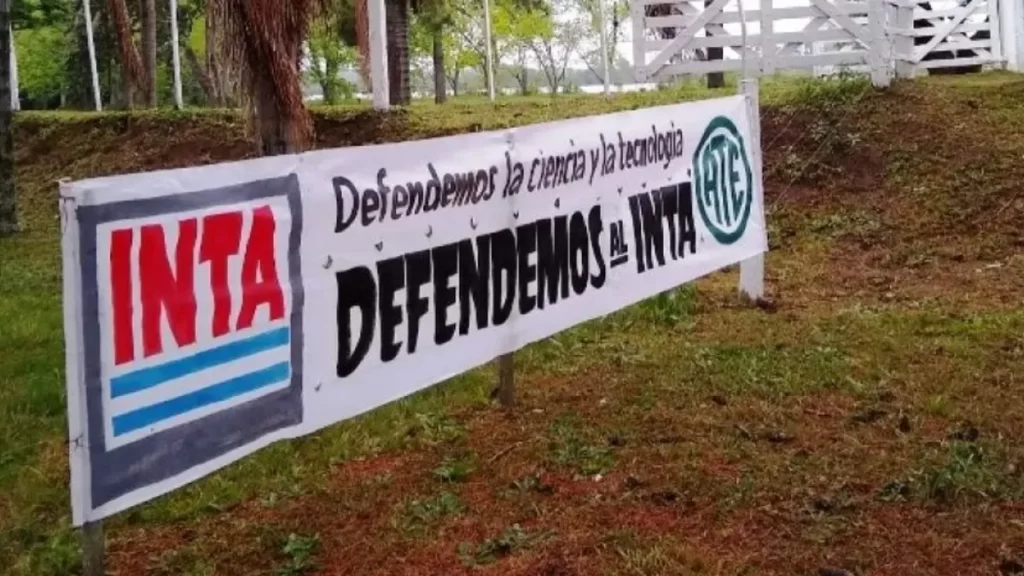 INTA
Defendemos la ciencia y la tecnologia
DEFENDEMOS AL INTA
ATE